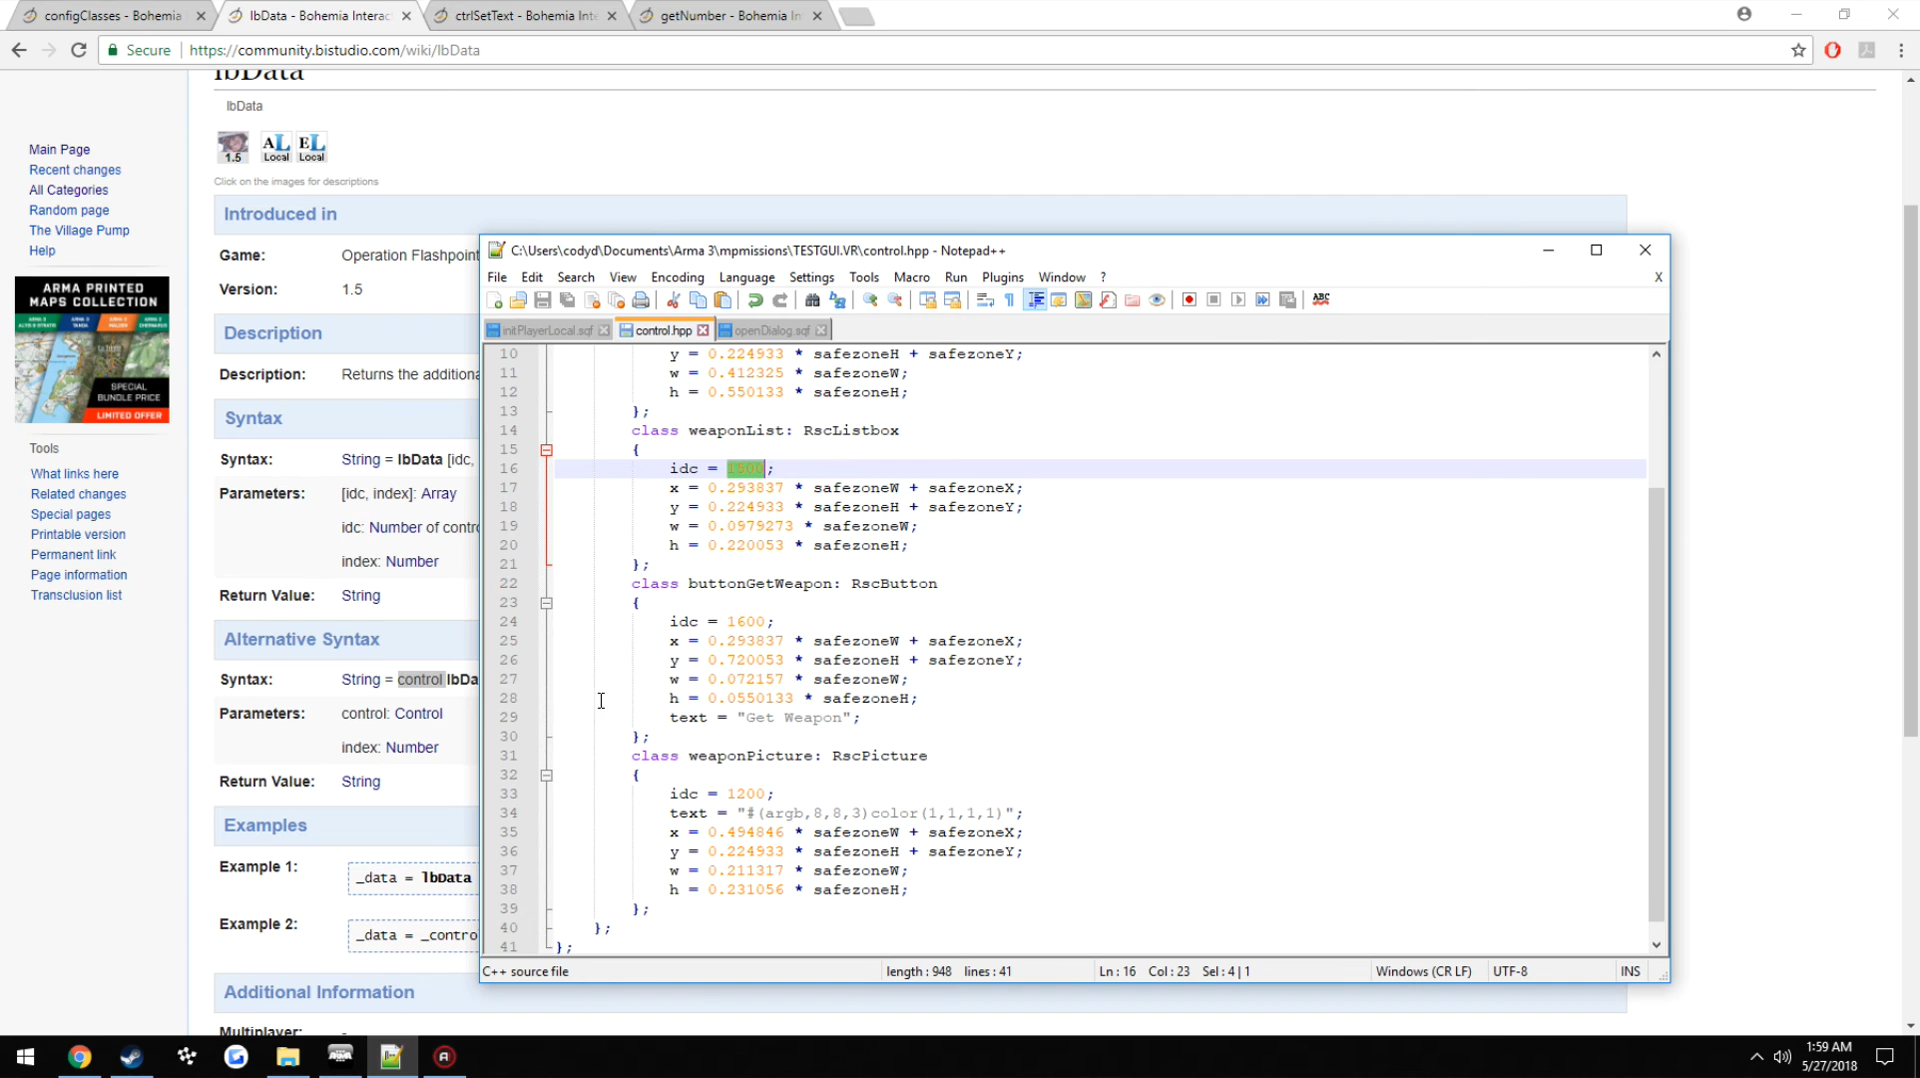 configClasses - Bohemia
lbData - Bohemia Interac
ctrlSetText - Bohemia Int
getNumber - Bohemia In
Secure
https://community.bistudio.com/wiki/lbData
lbData
lbData
1.5
AL Local
EL Local
Click on the images for descriptions
Main Page
Recent changes
All Categories
Random page
The Village Pump
Help
ARMA PRINTED
MAPS COLLECTION
SPECIAL
BUNDLE PRICE
LIMITED OFFER
Tools
What links here
Related changes
Special pages
Printable version
Permanent link
Page information
Transclusion list
Introduced in
Game: Operation Flashpoint
Version: 1.5
Description
Description: Returns the additiona
Syntax
Syntax: String = lbData [idc,
Parameters: [idc, index]: Array
idc: Number of contro
index: Number
Return Value: String
Alternative Syntax
Syntax: String = control lbDa
Parameters: control: Control
index: Number
Return Value: String
Examples
Example 1: _data = lbData
Example 2: _data = _contro
Additional Information
Multiplayer: -
C:\Users\codyd\Documents\Arma 3\mpmissions\TESTGUI.VR\control.hpp - Notepad++
File Edit Search View Encoding Language Settings Tools Macro Run Plugins Window ? X
ABC
initPlayerLocal.sqf control.hpp openDialog.sqf
10 y = 0.224933 * safezoneH + safezoneY;
11 w = 0.412325 * safezoneW;
12 h = 0.550133 * safezoneH;
13 };
14 class weaponList: RscListbox
15 {
16 idc = 1500;
17 x = 0.293837 * safezoneW + safezoneX;
18 y = 0.224933 * safezoneH + safezoneY;
19 w = 0.0979273 * safezoneW;
20 h = 0.220053 * safezoneH;
21 };
22 class buttonGetWeapon: RscButton
23 {
24 idc = 1600;
25 x = 0.293837 * safezoneW + safezoneX;
26 y = 0.720053 * safezoneH + safezoneY;
27 w = 0.072157 * safezoneW;
28 h = 0.0550133 * safezoneH;
29 text = "Get Weapon";
30 };
31 class weaponPicture: RscPicture
32 {
33 idc = 1200;
34 text = "#(argb,8,8,3)color(1,1,1,1)";
35 x = 0.494846 * safezoneW + safezoneX;
36 y = 0.224933 * safezoneH + safezoneY;
37 w = 0.211317 * safezoneW;
38 h = 0.231056 * safezoneH;
39 };
40 };
41 };
C++ source file length : 948 lines : 41 Ln : 16 Col : 23 Sel : 4 | 1 Windows (CR LF) UTF-8 INS
1:59 AM
5/27/2018